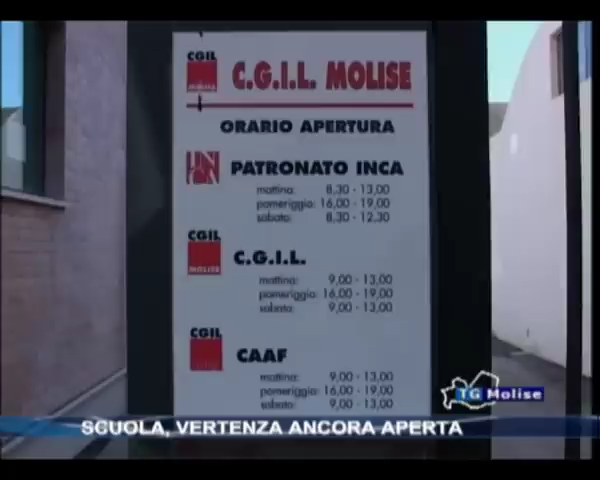 CGIL
MOLISE
C.G.I.L. MOLISE
ORARIO APERTURA
INCA
PATRONATO INCA
mattina: 8,30 - 13,00
pomeriggio: 16,00 - 19,00
sabato: 8,30 - 12,30
CGIL
MOLISE
C.G.I.L.
mattina: 9,00 - 13,00
pomeriggio: 16,00 - 19,00
sabato: 9,00 - 13,00
CGIL
CAAF
mattina: 9,00 - 13,00
pomeriggio: 16,00 - 19,00
sabato: 9,00 - 13,00
TG Molise
SCUOLA, VERTENZA ANCORA APERTA